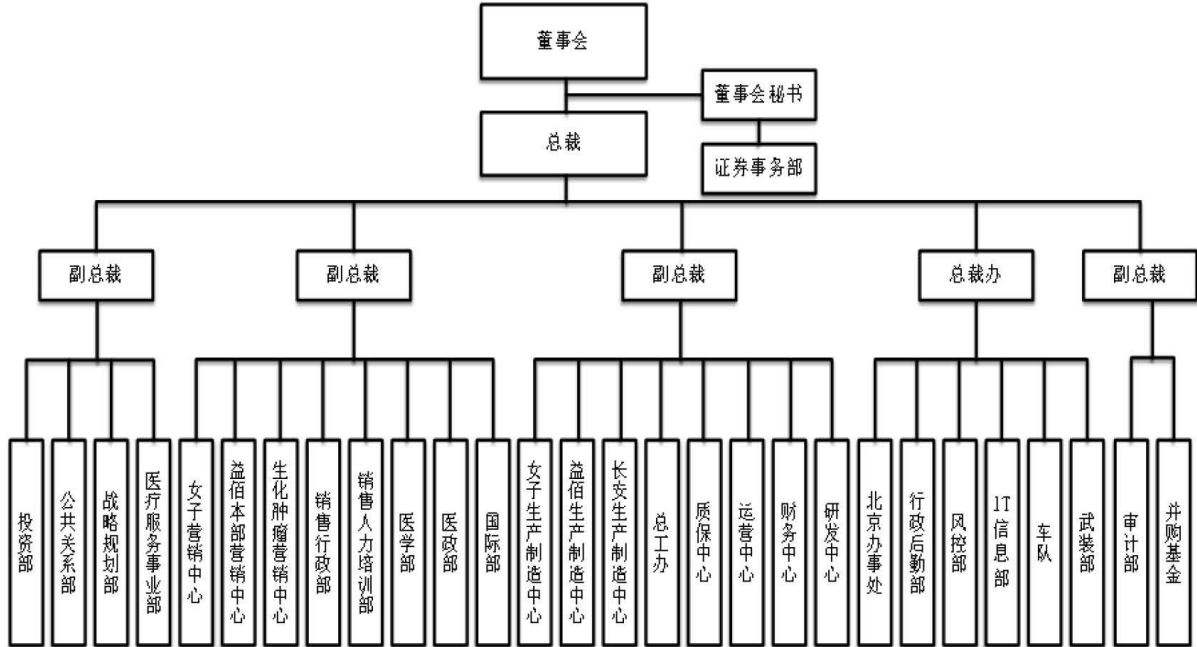 董事会
董事会秘书
总裁
证券事务部
副总裁
副总裁
副总裁
总裁办
副总裁
投资部
公共关系部
战略规划部
医疗服务事业部
女子营销中心
益佰本部营销中心
生化肿瘤营销中心
销售行政部
销售人力培训部
医学部
医政部
国际部
女子生产制造中心
益佰生产制造中心
长安生产制造中心
总工办
质保中心
运营中心
财务中心
研发中心
北京办事处
行政后勤部
风控部
IT信息部
车队
武装部
审计部
并购基金